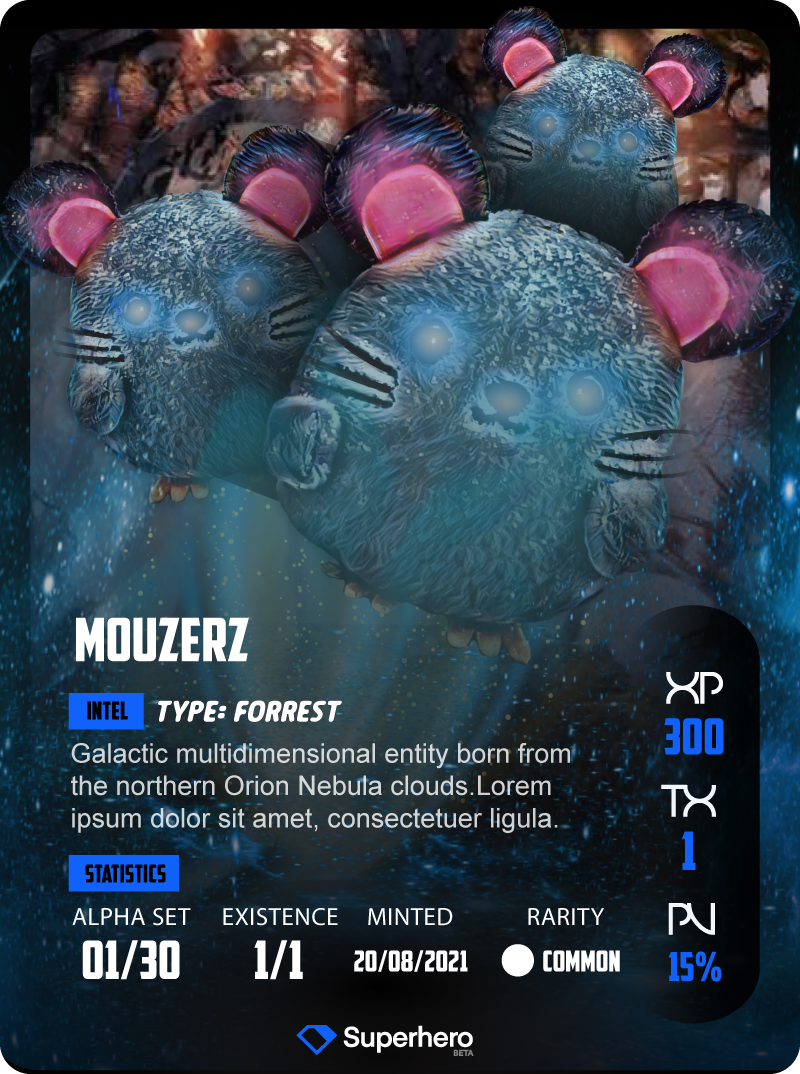 MOUZERZ
INTEL TYPE: FORREST
Galactic multidimensional entity born from
the northern Orion Nebula clouds.Lorem
ipsum dolor sit amet, consectetuer ligula.
STATISTICS
ALPHA SET EXISTENCE MINTED RARITY
01/30 1/1 20/08/2021 COMMON
XP
300
TX
1
PV
15%
Superhero
BETA